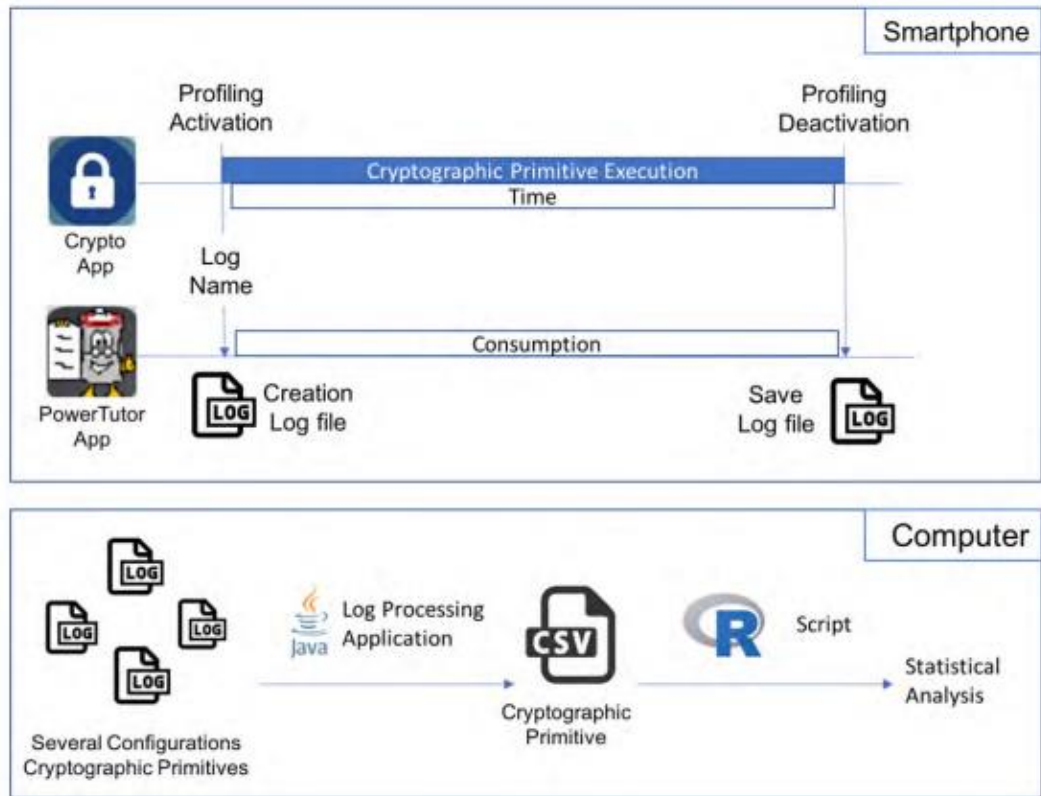 Smartphone
Profiling
Activation
Profiling
Deactivation
Cryptographic Primitive Execution
Time
Crypto
App
Log
Name
Consumption
PowerTutor
App
LOG
Creation
Log file
Save
Log file
LOG
Computer
LOG
LOG
LOG
LOG
Several Configurations
Cryptographic Primitives
Java
Log Processing
Application
CSV
Cryptographic
Primitive
R
Script
Statistical
Analysis